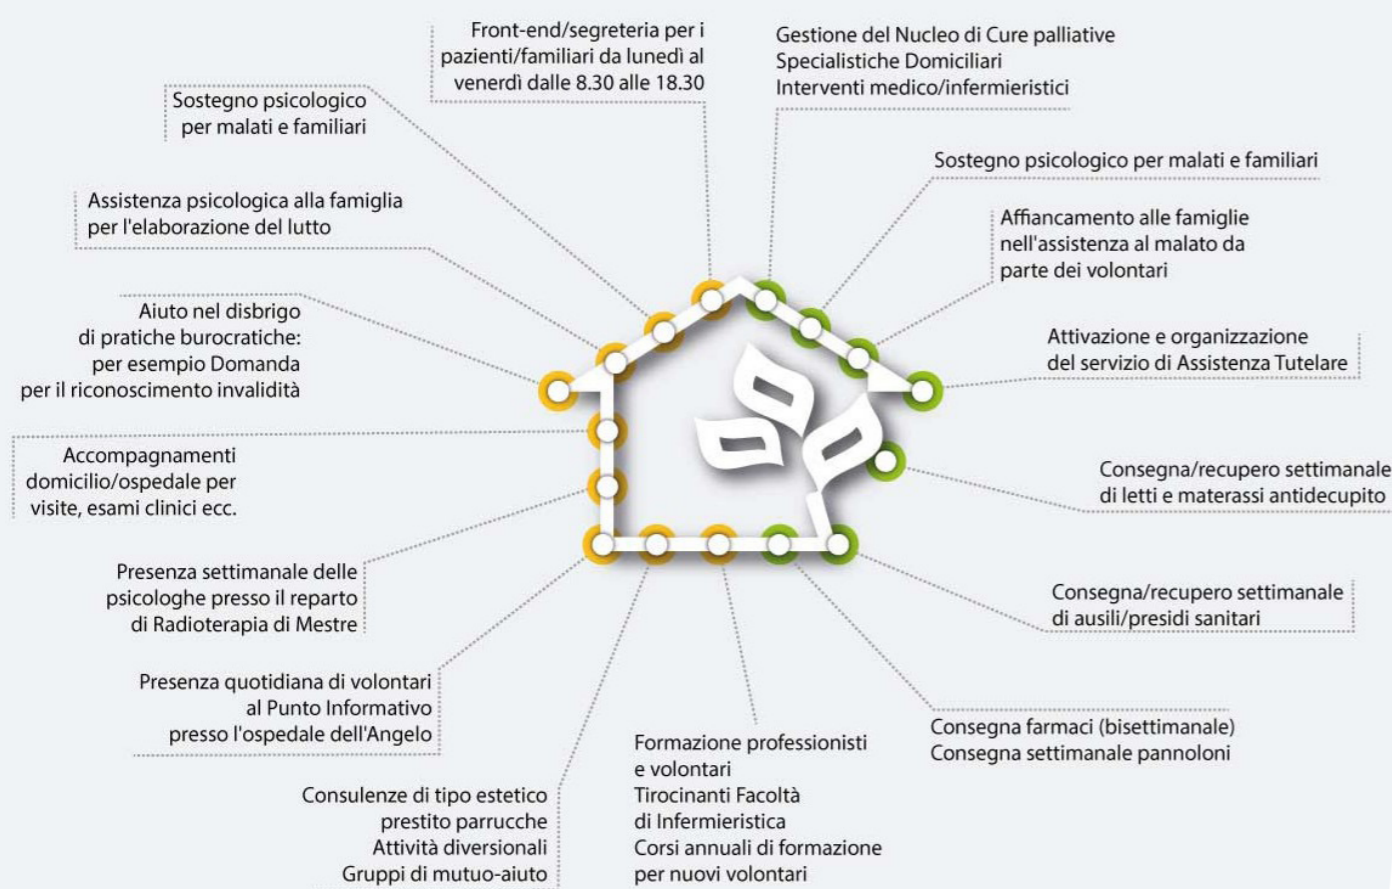 Front-end/segreteria per i
pazienti/familiari da lunedì al
venerdì dalle 8.30 alle 18.30
Gestione del Nucleo di Cure palliative
Specialistiche Domiciliari
Interventi medico/infermieristici
Sostegno psicologico
per malati e familiari
Sostegno psicologico per malati e familiari
Assistenza psicologica alla famiglia
per l'elaborazione del lutto
Affiancamento alle famiglie
nell'assistenza al malato da
parte dei volontari
Aiuto nel disbrigo
di pratiche burocratiche:
per esempio Domanda
per il riconoscimento invalidità
Attivazione e organizzazione
del servizio di Assistenza Tutelare
Accompagnamenti
domicilio/ospedale per
visite, esami clinici ecc.
Consegna/recupero settimanale
di letti e materassi antidecupito
Presenza settimanale delle
psicologhe presso il reparto
di Radioterapia di Mestre
Consegna/recupero settimanale
di ausili/presidi sanitari
Presenza quotidiana di volontari
al Punto Informativo
presso l'ospedale dell'Angelo
Consegna farmaci (bisettimanale)
Consegna settimanale pannoloni
Consulenze di tipo estetico
prestito parrucche
Attività diversionali
Gruppi di mutuo-aiuto
Formazione professionisti
e volontari
Tirocinanti Facoltà
di Infermieristica
Corsi annuali di formazione
per nuovi volontari